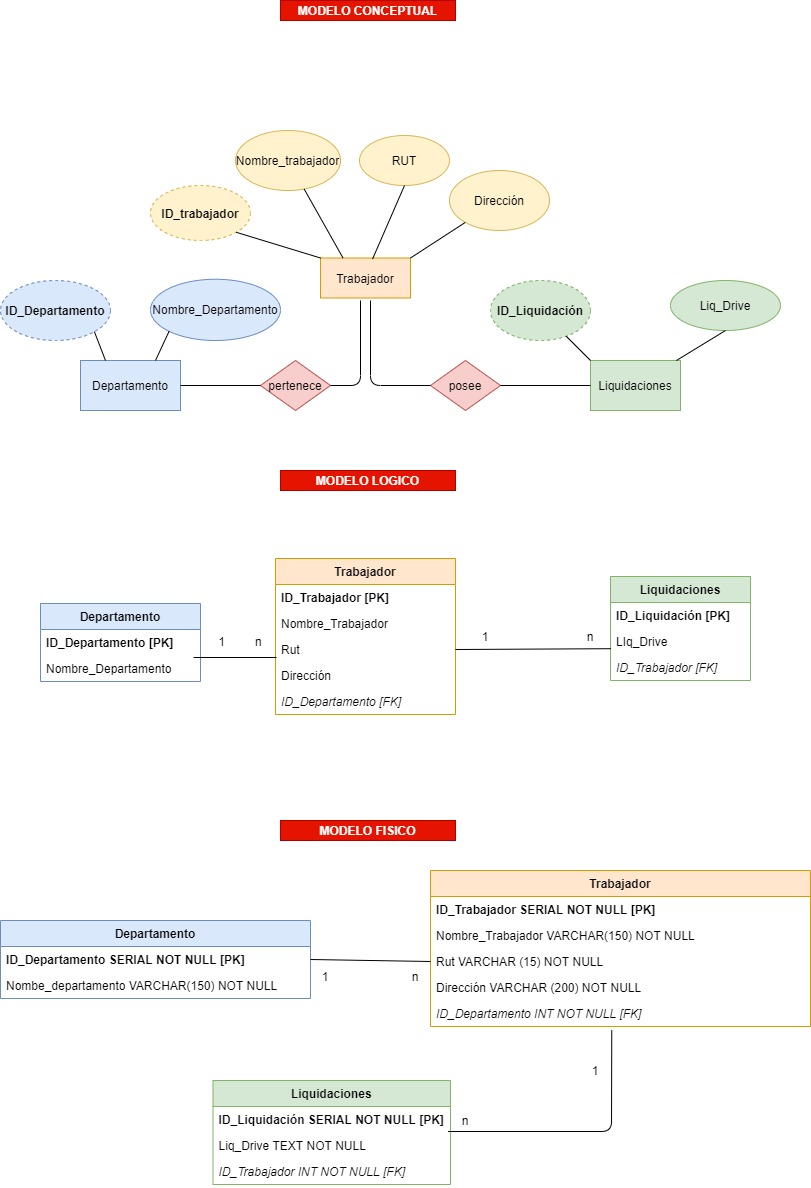 MODELO CONCEPTUAL
Nombre_trabajador
RUT
Dirección
ID_trabajador
Trabajador
ID_Departamento
Nombre_Departamento
ID_Liquidación
Liq_Drive
Departamento
pertenece
posee
Liquidaciones
MODELO LOGICO
Departamento
ID_Departamento [PK]
Nombre_Departamento
1
n
Trabajador
ID_Trabajador [PK]
Nombre_Trabajador
Rut
Dirección
ID_Departamento [FK]
1
n
Liquidaciones
ID_Liquidación [PK]
LIq_Drive
ID_Trabajador [FK]
MODELO FISICO
Departamento
ID_Departamento SERIAL NOT NULL [PK]
Nombe_departamento VARCHAR(150) NOT NULL
1
n
Trabajador
ID_Trabajador SERIAL NOT NULL [PK]
Nombre_Trabajador VARCHAR(150) NOT NULL
Rut VARCHAR (15) NOT NULL
Dirección VARCHAR (200) NOT NULL
ID_Departamento INT NOT NULL [FK]
1
n
Liquidaciones
ID_Liquidación SERIAL NOT NULL [PK]
Liq_Drive TEXT NOT NULL
ID_Trabajador INT NOT NULL [FK]